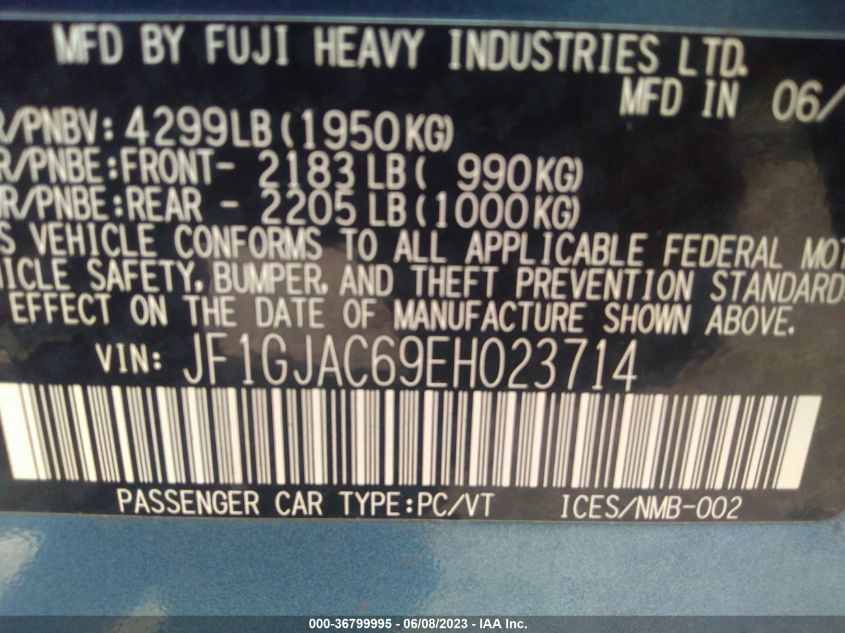 MFD BY FUJI HEAVY INDUSTRIES LTD.
MFD IN 06/
R/PNBV: 4299LB(1950KG)
R/PNBE:FRONT- 2183 LB( 990KG)
R/PNBE:REAR - 2205 LB(1000KG)
S VEHICLE CONFORMS TO ALL APPLICABLE FEDERAL MOT
ICLE SAFETY, BUMPER, AND THEFT PREVENTION STANDARDS
EFFECT ON THE DATE OF MANUFACTURE SHOWN ABOVE.
VIN: JF1GJAC69EH023714
PASSENGER CAR TYPE:PC/VT ICES/NMB-002
000-36799995 - 06/08/2023 - IAA Inc.